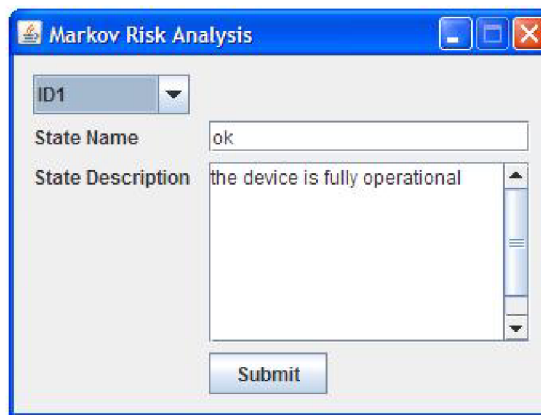 Markov Risk Analysis
ID1
State Name
ok
State Description
the device is fully operational
Submit